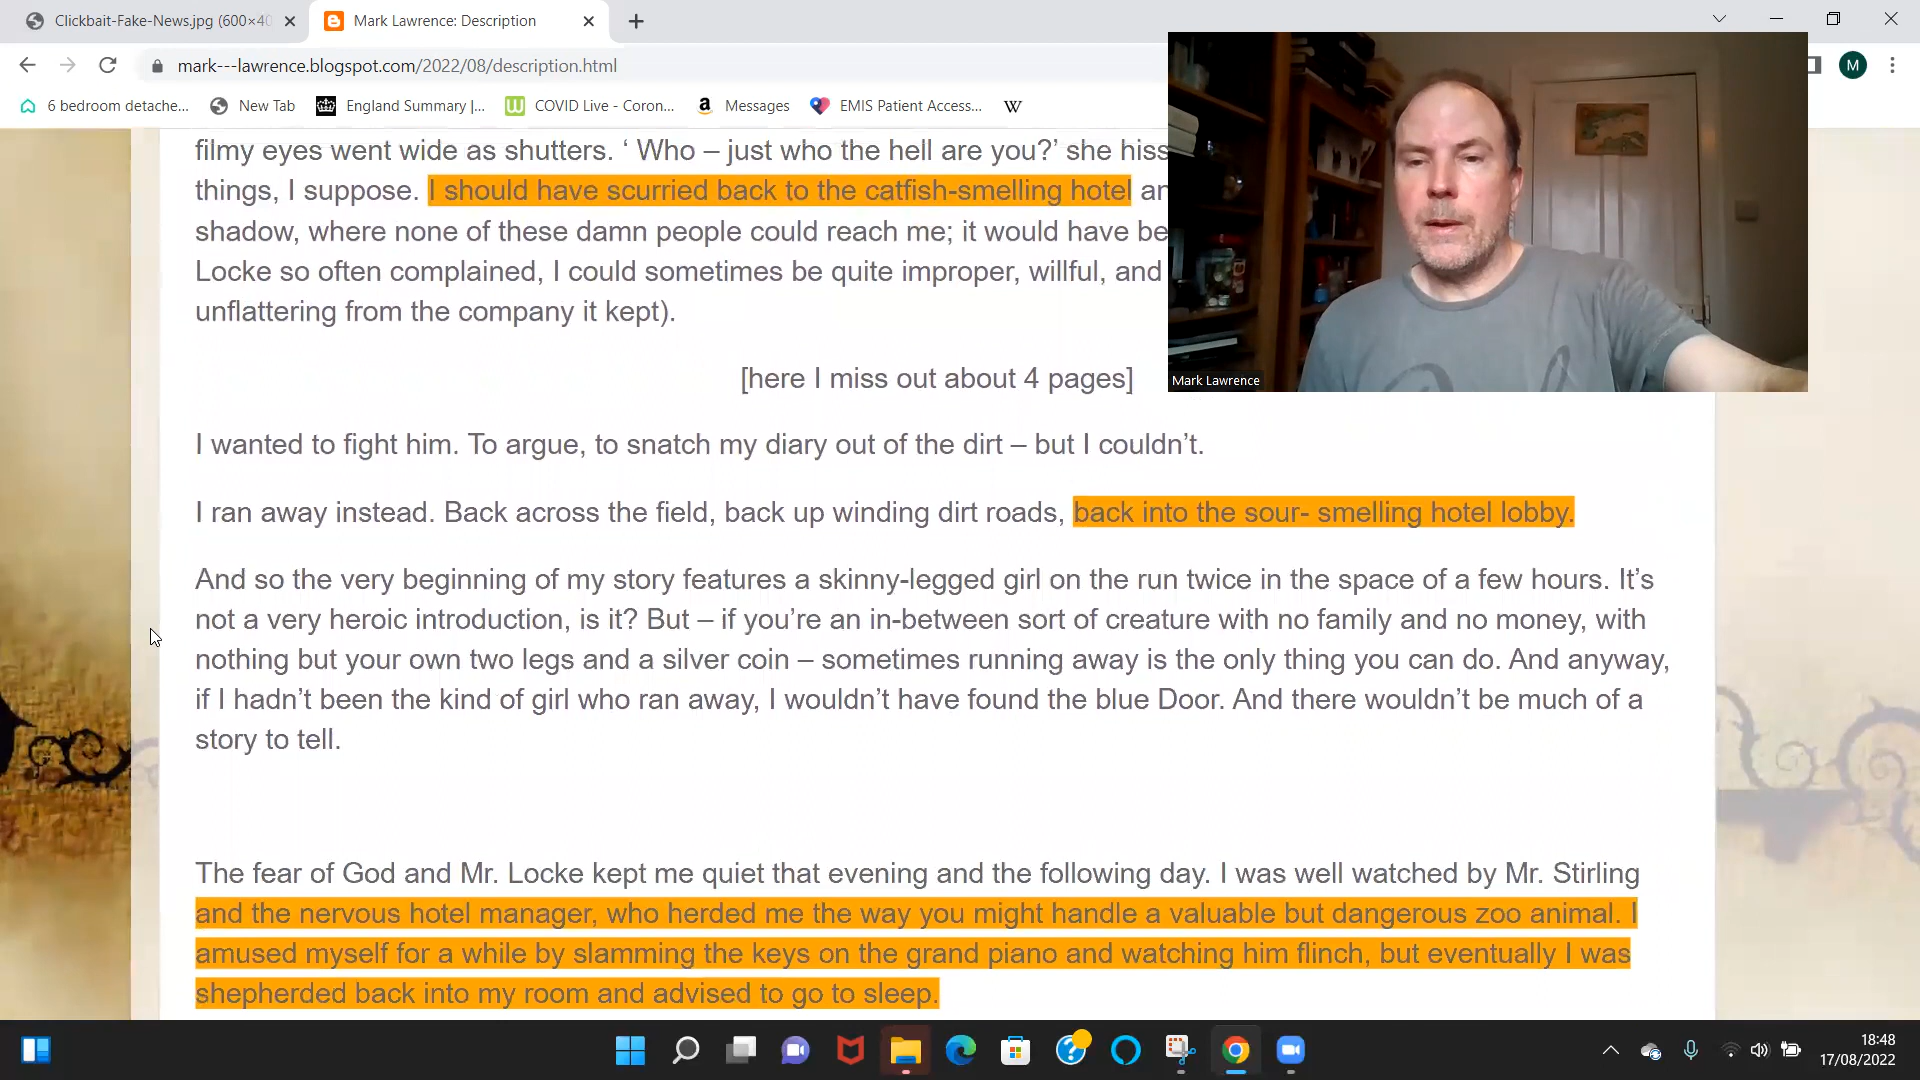 Clickbait-Fake-News.jpg (600×40
Mark Lawrence: Description
mark---lawrence.blogspot.com/2022/08/description.html
M
6 bedroom detache...
New Tab
England Summary |...
COVID Live - Coron...
Messages
EMIS Patient Access...
W
filmy eyes went wide as shutters. ‘ Who – just who the hell are you?’ she hiss
things, I suppose. I should have scurried back to the catfish-smelling hotel an
shadow, where none of these damn people could reach me; it would have be
Locke so often complained, I could sometimes be quite improper, willful, and
unflattering from the company it kept).
Mark Lawrence
[here I miss out about 4 pages]
I wanted to fight him. To argue, to snatch my diary out of the dirt – but I couldn’t.
I ran away instead. Back across the field, back up winding dirt roads, back into the sour- smelling hotel lobby.
And so the very beginning of my story features a skinny-legged girl on the run twice in the space of a few hours. It’s
not a very heroic introduction, is it? But – if you’re an in-between sort of creature with no family and no money, with
nothing but your own two legs and a silver coin – sometimes running away is the only thing you can do. And anyway,
if I hadn’t been the kind of girl who ran away, I wouldn’t have found the blue Door. And there wouldn’t be much of a
story to tell.
The fear of God and Mr. Locke kept me quiet that evening and the following day. I was well watched by Mr. Stirling
and the nervous hotel manager, who herded me the way you might handle a valuable but dangerous zoo animal. I
amused myself for a while by slamming the keys on the grand piano and watching him flinch, but eventually I was
shepherded back into my room and advised to go to sleep.
18:48
17/08/2022